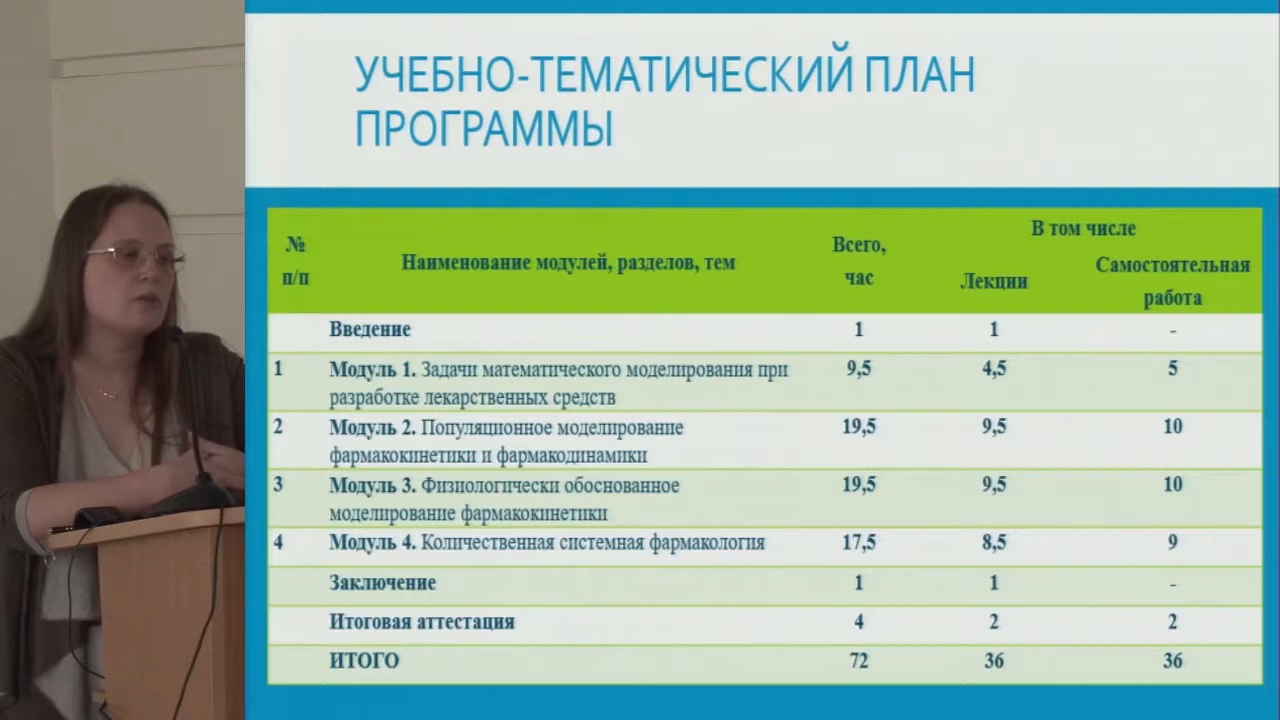 УЧЕБНО-ТЕМАТИЧЕСКИЙ ПЛАН
ПРОГРАММЫ
№ п/п Наименование модулей, разделов, тем Всего, час В том числе
Лекции Самостоятельная работа
Введение 1 1 -
1 Модуль 1. Задачи математического моделирования при 9,5 4,5 5
разработке лекарственных средств
2 Модуль 2. Популяционное моделирование 19,5 9,5 10
фармакокинетики и фармакодинамики
3 Модуль 3. Физиологически обоснованное 19,5 9,5 10
моделирование фармакокинетики
4 Модуль 4. Количественная системная фармакология 17,5 8,5 9
Заключение 1 1 -
Итоговая аттестация 4 2 2
ИТОГО 72 36 36